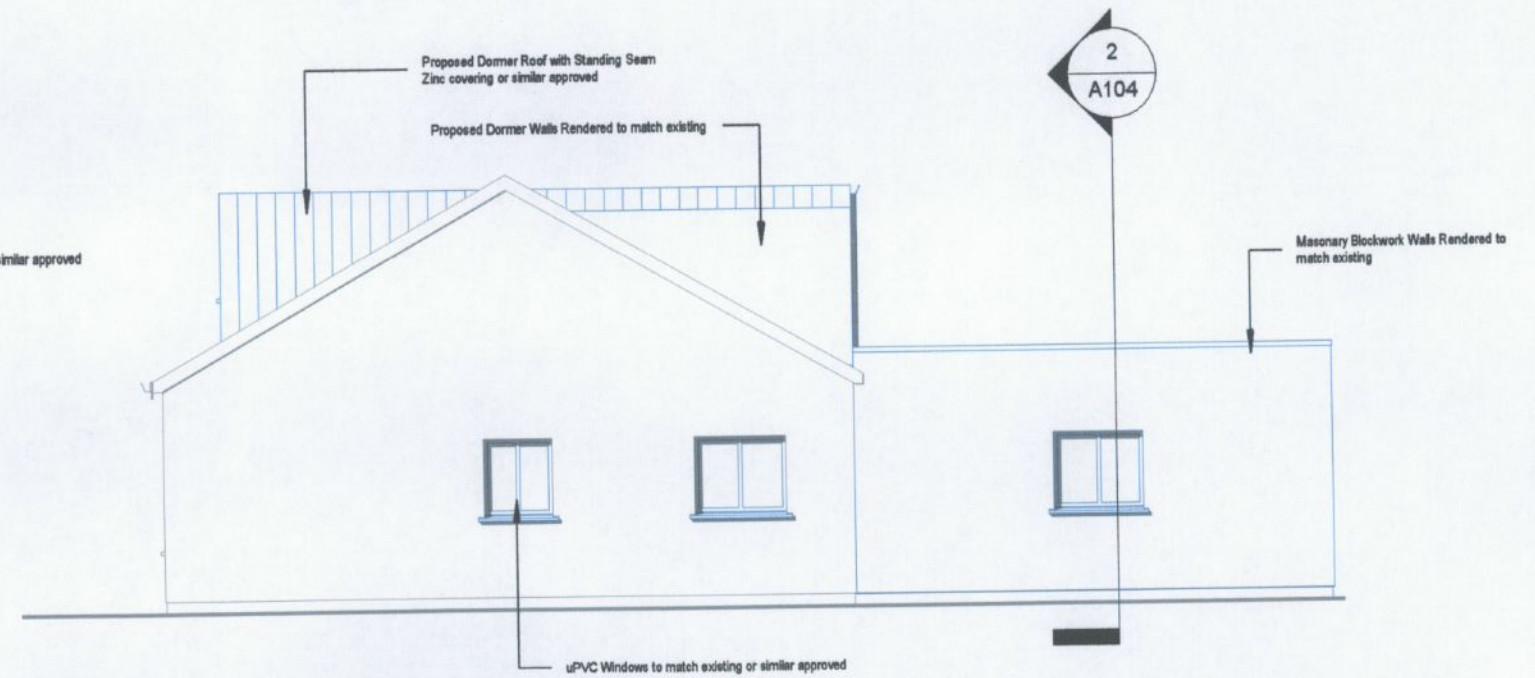 Proposed Dormer Roof with Standing Seam
Zinc covering or similar approved
Proposed Dormer Walls Rendered to match existing
2
A104
similar approved
Masonary Blockwork Walls Rendered to
match existing
uPVC Windows to match existing or similar approved